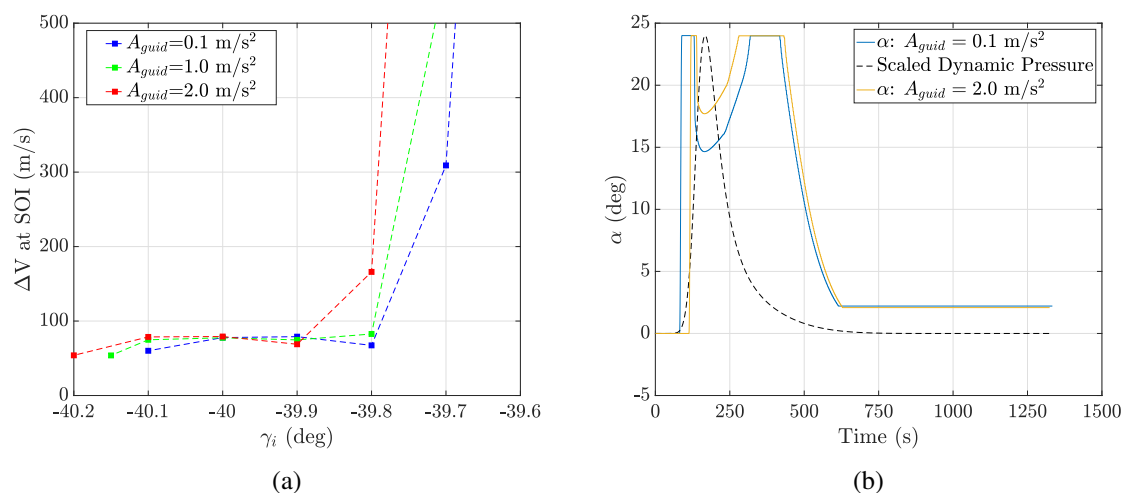 500
400
300
200
100
0
ΔV at SOI (m/s)
A_guid=0.1 m/s²
A_guid=1.0 m/s²
A_guid=2.0 m/s²
-40.2 -40.1 -40 -39.9 -39.8 -39.7 -39.6
γ_i (deg)
(a)
25
20
15
10
5
0
-5
α (deg)
α: A_guid = 0.1 m/s²
Scaled Dynamic Pressure
α: A_guid = 2.0 m/s²
0 250 500 750 1000 1250 1500
Time (s)
(b)